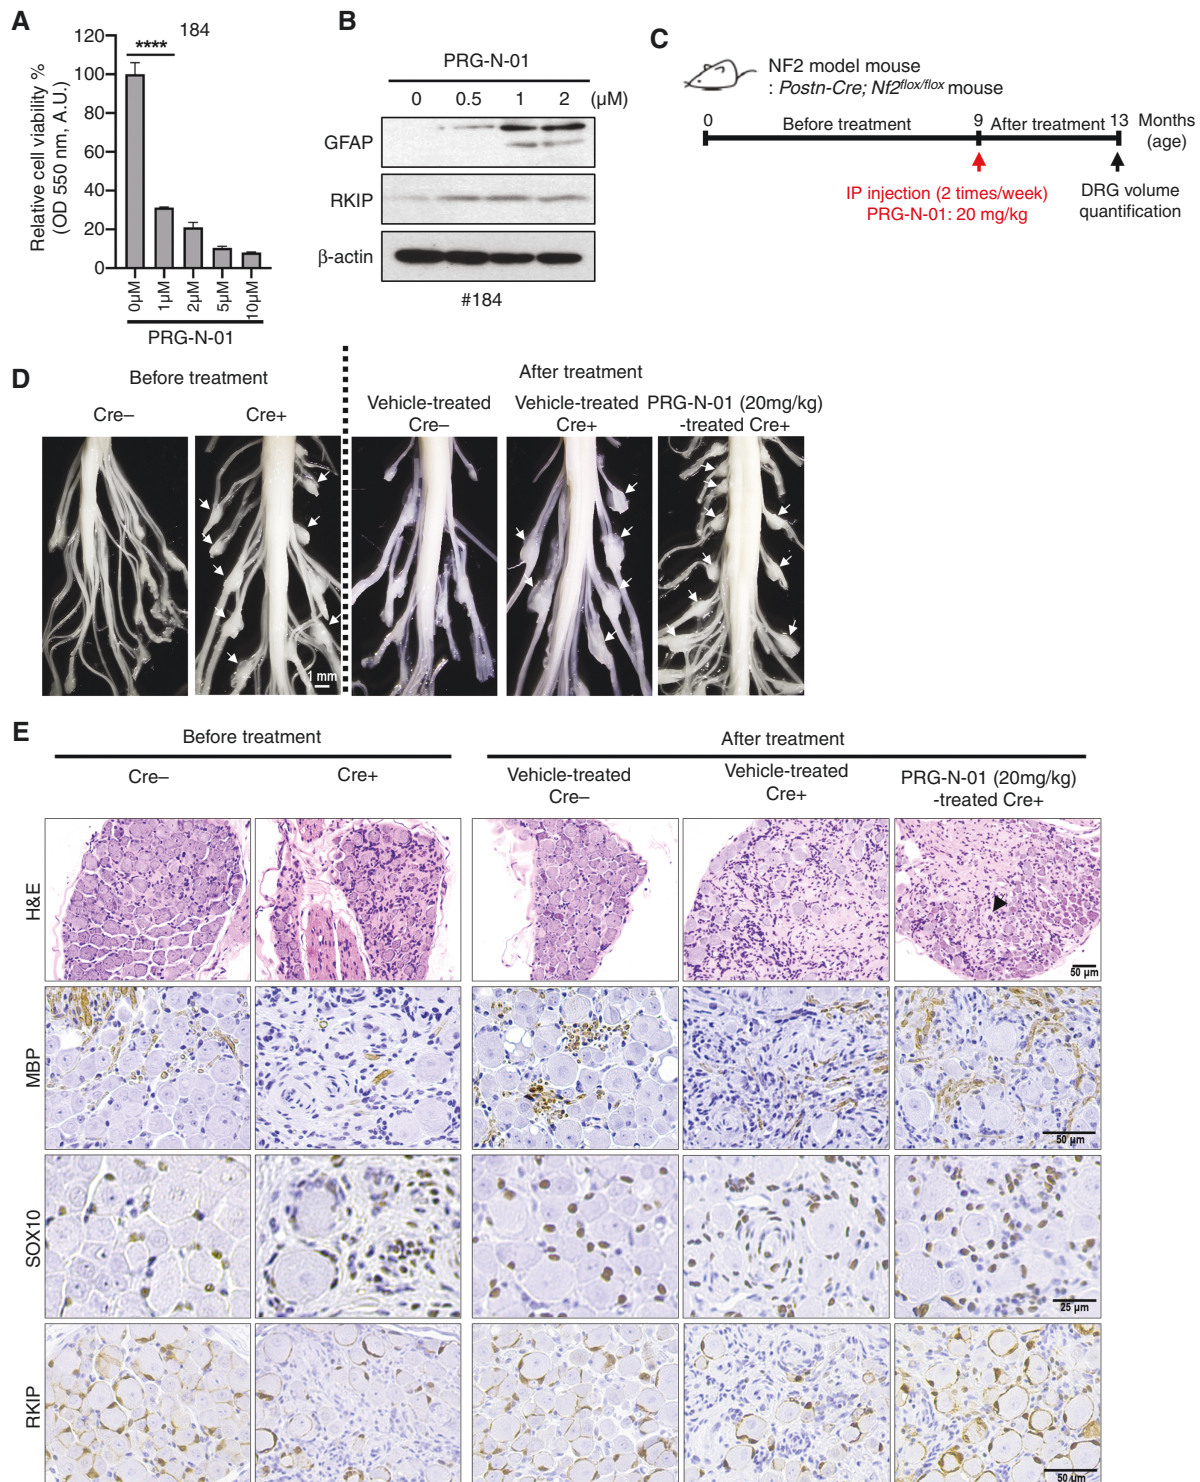 A
184
120
100
80
60
40
20
0
Relative cell viability %
(OD 550 nm, A.U.)
****
0μM
1μM
2μM
5μM
10μM
PRG-N-01
B
PRG-N-01
0 0.5 1 2 (μM)
GFAP
RKIP
β-actin
#184
C
NF2 model mouse
: Postn-Cre; Nf2flox/flox mouse
0 9 13 Months
(age)
Before treatment After treatment
IP injection (2 times/week)
PRG-N-01: 20 mg/kg
DRG volume
quantification
D
Before treatment
After treatment
Cre–
Cre+
Vehicle-treated
Cre–
Vehicle-treated
Cre+
PRG-N-01 (20mg/kg)
-treated Cre+
1 mm
E
Before treatment
After treatment
Cre–
Cre+
Vehicle-treated
Cre–
Vehicle-treated
Cre+
PRG-N-01 (20mg/kg)
-treated Cre+
H&E
50 μm
MBP
50 μm
SOX10
25 μm
RKIP
50 μm